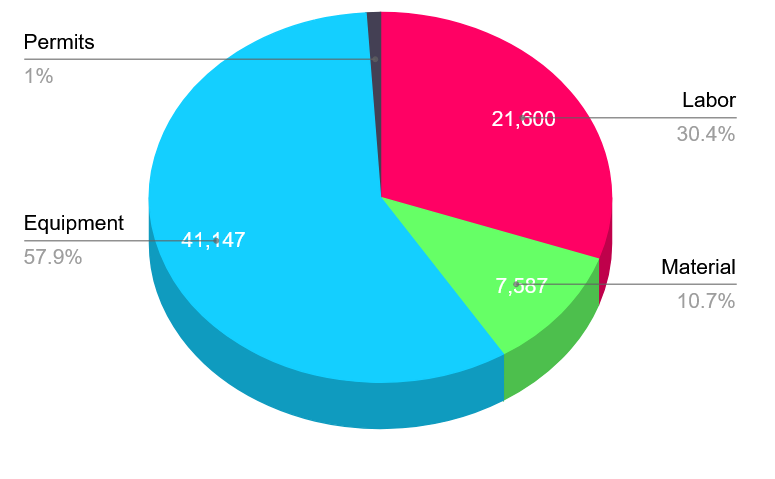 Permits
1%
Labor
30.4%
21,600
Equipment
57.9%
41,147
Material
10.7%
7,587